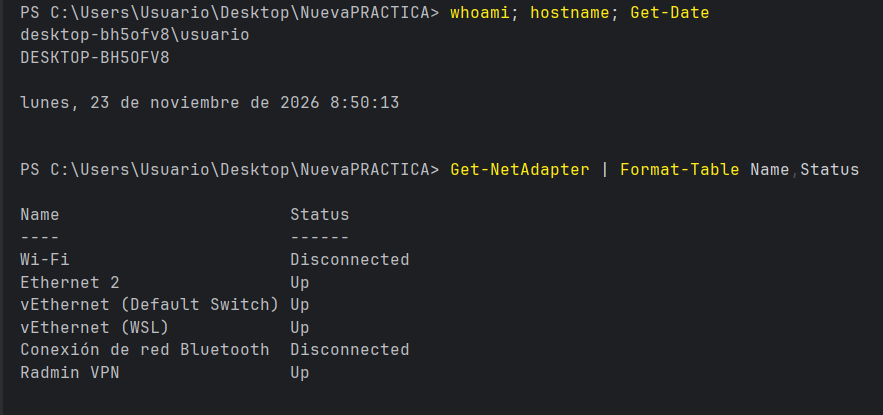 PS C:\Users\Usuario\Desktop\NuevaPRACTICA> whoami; hostname; Get-Date
desktop-bh5ofv8\usuario
DESKTOP-BH5OFV8
lunes, 23 de noviembre de 2026 8:50:13
PS C:\Users\Usuario\Desktop\NuevaPRACTICA> Get-NetAdapter | Format-Table Name,Status
Name                       Status
----                       ------
Wi-Fi                      Disconnected
Ethernet 2                 Up
vEthernet (Default Switch) Up
vEthernet (WSL)            Up
Conexión de red Bluetooth  Disconnected
Radmin VPN                 Up